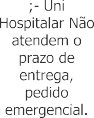 ;- Uni
Hospitalar Não
atendem o
prazo de
entrega,
pedido
emergencial.